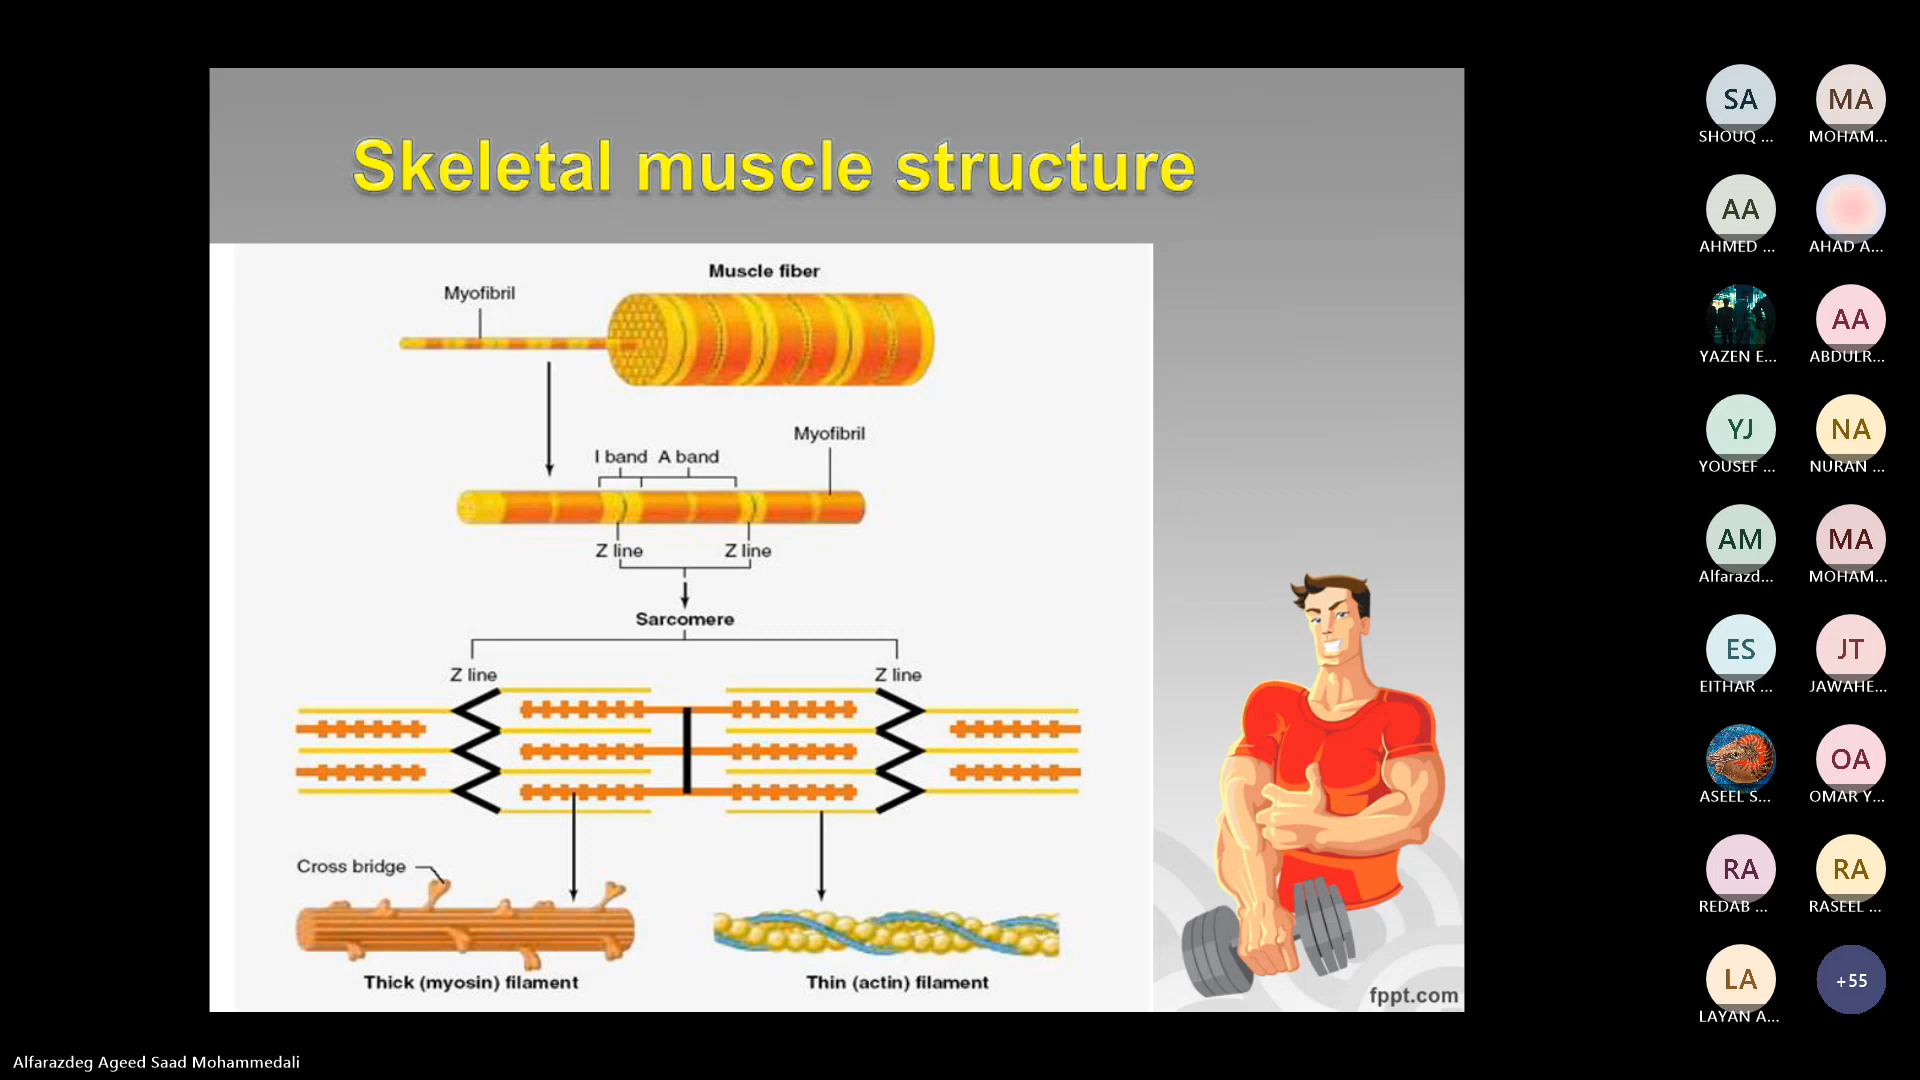 Skeletal muscle structure
Muscle fiber
Myofibril
Myofibril
I band A band
Z line Z line
Sarcomere
Z line Z line
Cross bridge
Thick (myosin) filament Thin (actin) filament
fppt.com
SA MA
SHOUQ ... MOHAM...
AA
AHMED ... AHAD A...
AA
YAZEN E... ABDULR...
YJ NA
YOUSEF ... NURAN ...
AM MA
Alfarazd... MOHAM...
ES JT
EITHAR ... JAWAHE...
OA
ASEEL S... OMAR Y...
RA RA
REDAB ... RASEEL ...
LA +55
LAYAN A...
Alfarazdeg Ageed Saad Mohammedali